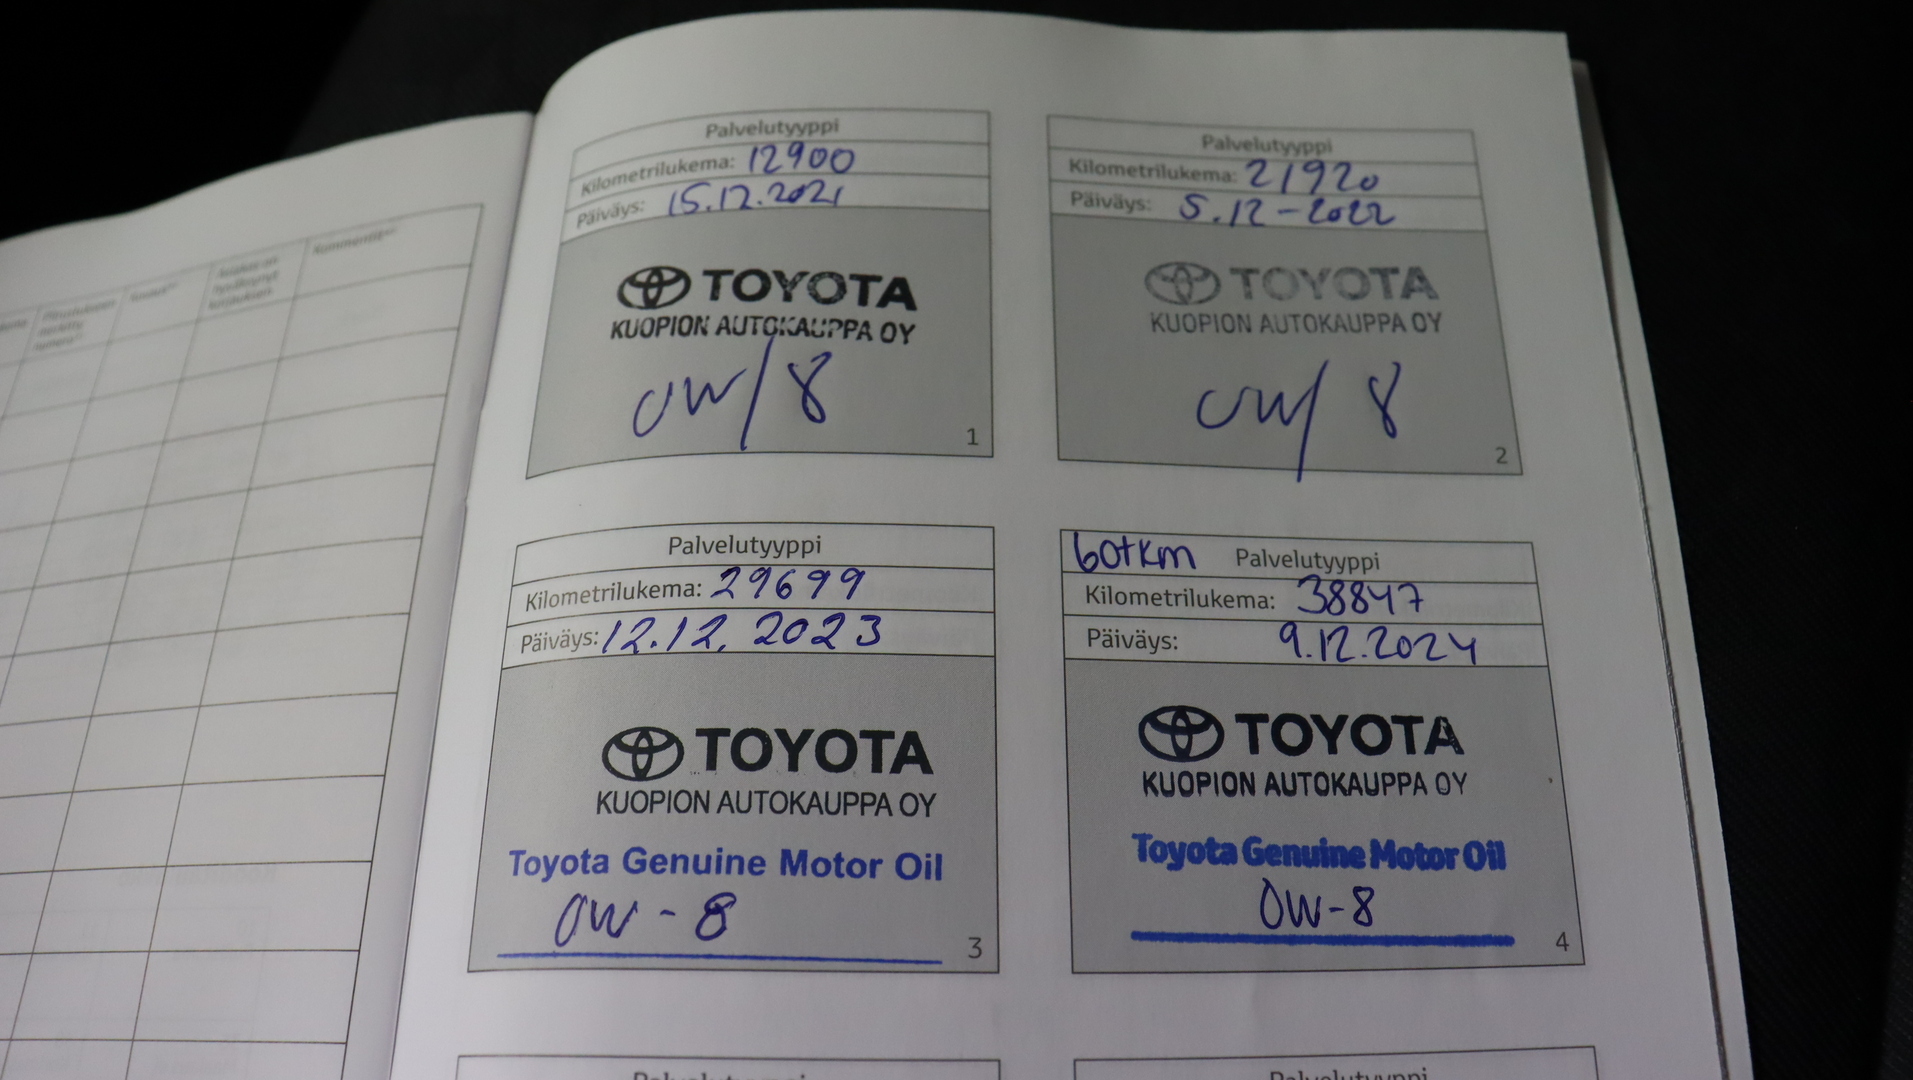 Kommentit
Palvelutyyppi
Kilometrilukema: 12900
Päiväys: 15.12.2021
TOYOTA
KUOPION AUTOKAUPPA OY
0W/8
1
Palvelutyyppi
Kilometrilukema: 21920
Päiväys: 5.12-2022
TOYOTA
KUOPION AUTOKAUPPA OY
0W/8
2
Palvelutyyppi
Kilometrilukema: 29699
Päiväys: 12.12.2023
TOYOTA
KUOPION AUTOKAUPPA OY
Toyota Genuine Motor Oil
0W-8
3
60tkm Palvelutyyppi
Kilometrilukema: 38847
Päiväys: 9.12.2024
TOYOTA
KUOPION AUTOKAUPPA OY
Toyota Genuine Motor Oil
0W-8
4
Palvelutyyppi
Palvelutyyppi